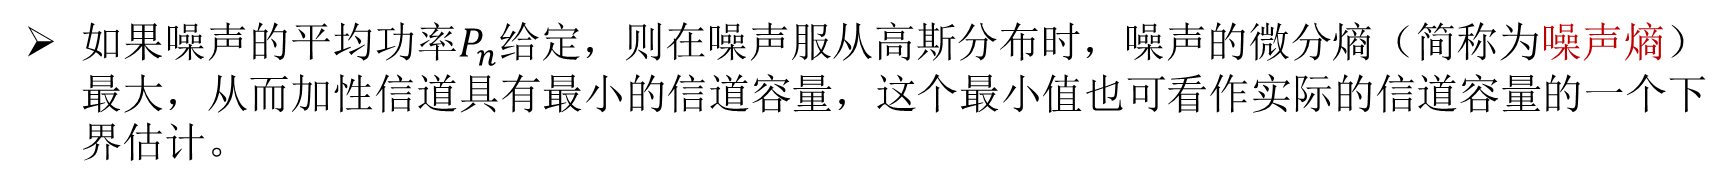 ➢ 如果噪声的平均功率Pₙ给定，则在噪声服从高斯分布时，噪声的微分熵（简称为噪声熵）
最大，从而加性信道具有最小的信道容量，这个最小值也可看作实际的信道容量的一个下
界估计。